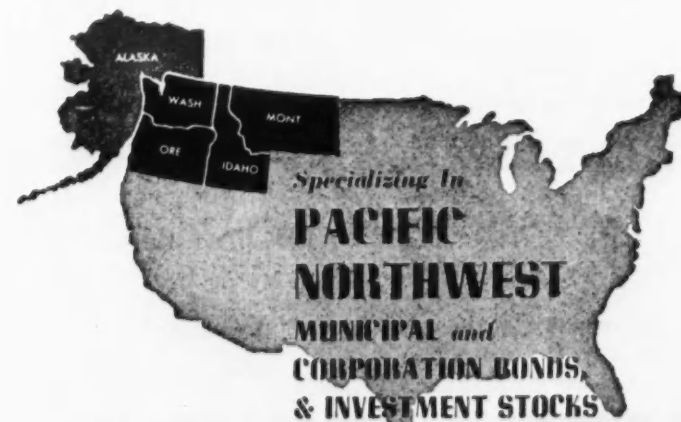 ALASKA
WASH
MONT
ORE
IDAHO
Specializing In
PACIFIC
NORTHWEST
MUNICIPAL and
CORPORATION BONDS,
& INVESTMENT STOCKS